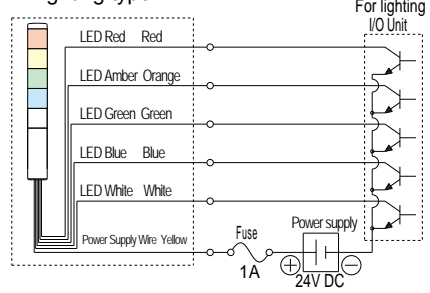 For lighting
I/O Unit
LED Red Red
LED Amber Orange
LED Green Green
LED Blue Blue
LED White White
Power Supply Wire Yellow
Fuse
1A
Power supply
24V DC